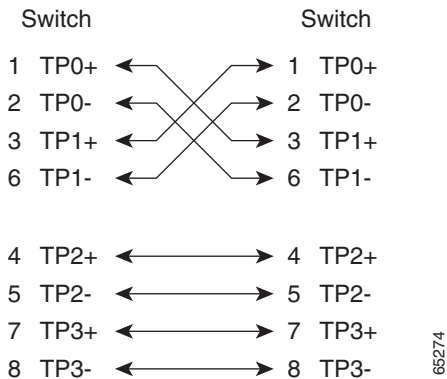 Switch Switch
1 TP0+ 1 TP0+
2 TP0- 2 TP0-
3 TP1+ 3 TP1+
6 TP1- 6 TP1-
4 TP2+ 4 TP2+
5 TP2- 5 TP2-
7 TP3+ 7 TP3+
8 TP3- 8 TP3-
65274